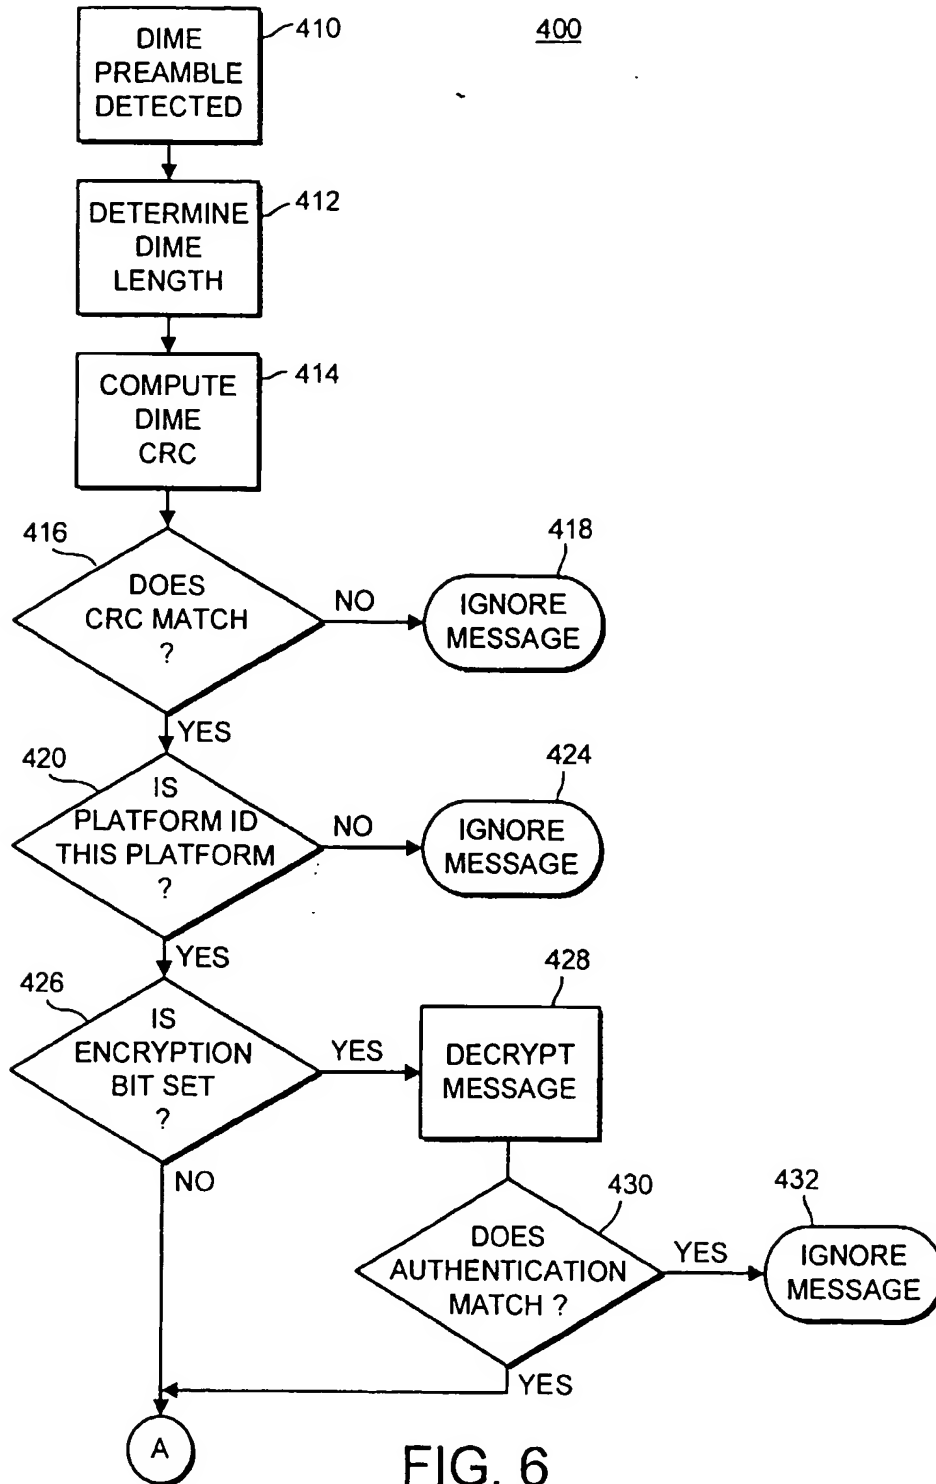 400
410
DIME
PREAMBLE
DETECTED
412
DETERMINE
DIME
LENGTH
414
COMPUTE
DIME
CRC
416
DOES
CRC MATCH
?
NO
418
IGNORE
MESSAGE
YES
420
IS
PLATFORM ID
THIS PLATFORM
?
NO
424
IGNORE
MESSAGE
YES
426
IS
ENCRYPTION
BIT SET
?
YES
428
DECRYPT
MESSAGE
NO
430
DOES
AUTHENTICATION
MATCH ?
YES
432
IGNORE
MESSAGE
YES
A
FIG. 6